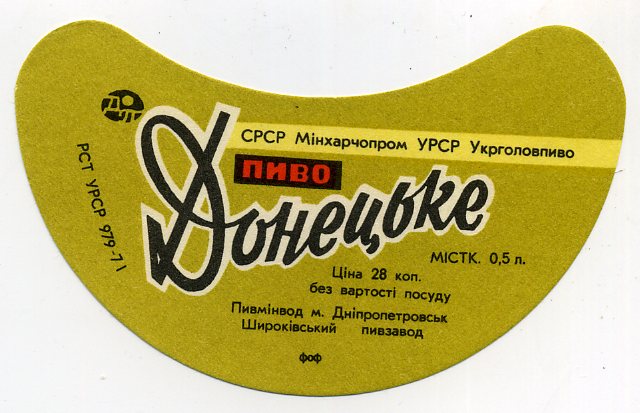 СРСР Мінхарчопром УРСР Укрголовпиво
ПИВО
Донецьке
МІСТК. 0,5 л.
Ціна 28 коп.
без вартості посуду
Пивмінвод м. Дніпропетровськ
Широківський пивзавод
фоф
РСТ УРСР 979-71